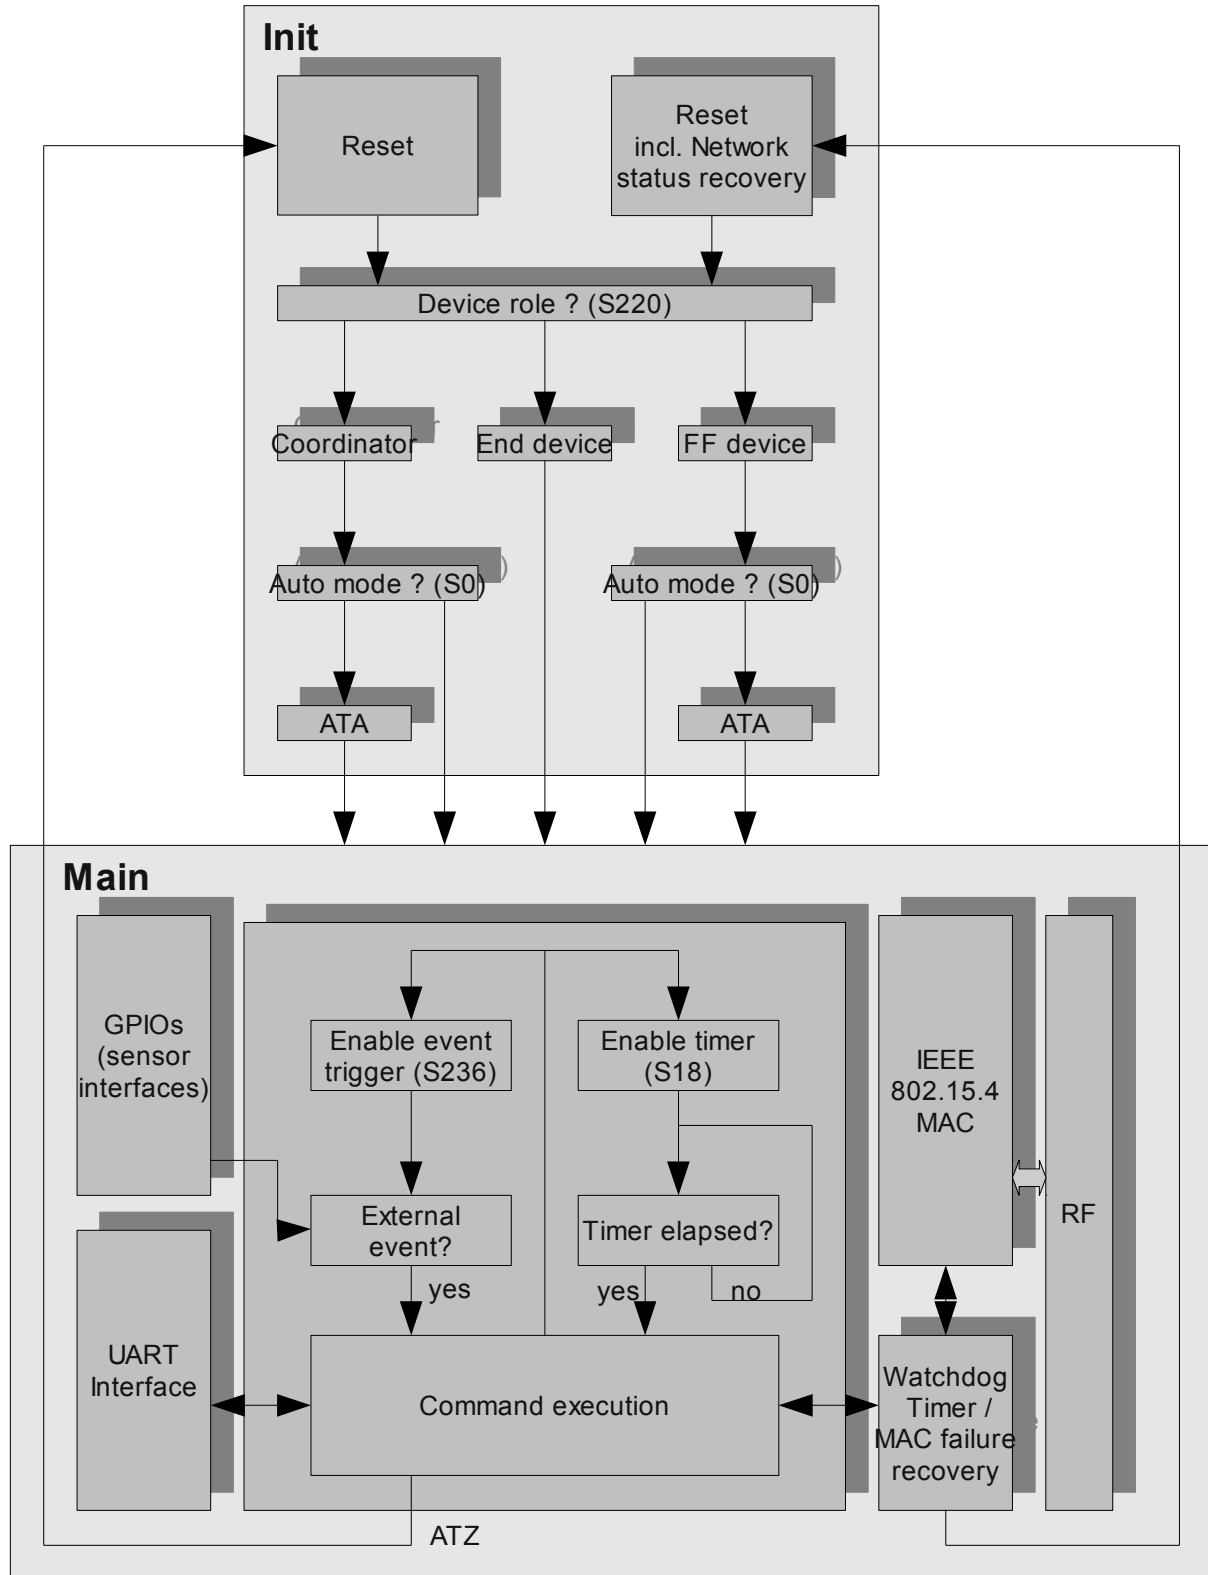 Init
Reset
Reset
incl. Network
status recovery
Device role ? (S220)
Coordinator
End device
FF device
Auto mode ? (S0)
Auto mode ? (S0)
ATA
ATA
Main
GPIOs
(sensor
interfaces)
Enable event
trigger (S236)
Enable timer
(S18)
IEEE
802.15.4
MAC
RF
External
event?
Timer elapsed?
yes
yes
no
UART
Interface
Command execution
Watchdog
Timer /
MAC failure
recovery
ATZ